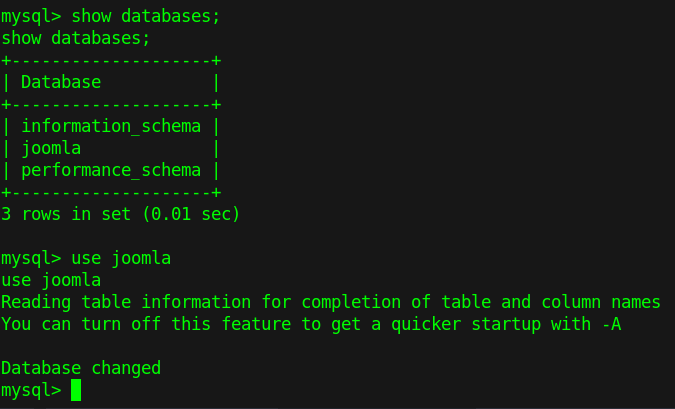 mysql> show databases;
show databases;
+--------------------+
| Database           |
+--------------------+
| information_schema |
| joomla             |
| performance_schema |
+--------------------+
3 rows in set (0.01 sec)
mysql> use joomla
use joomla
Reading table information for completion of table and column names
You can turn off this feature to get a quicker startup with -A
Database changed
mysql>